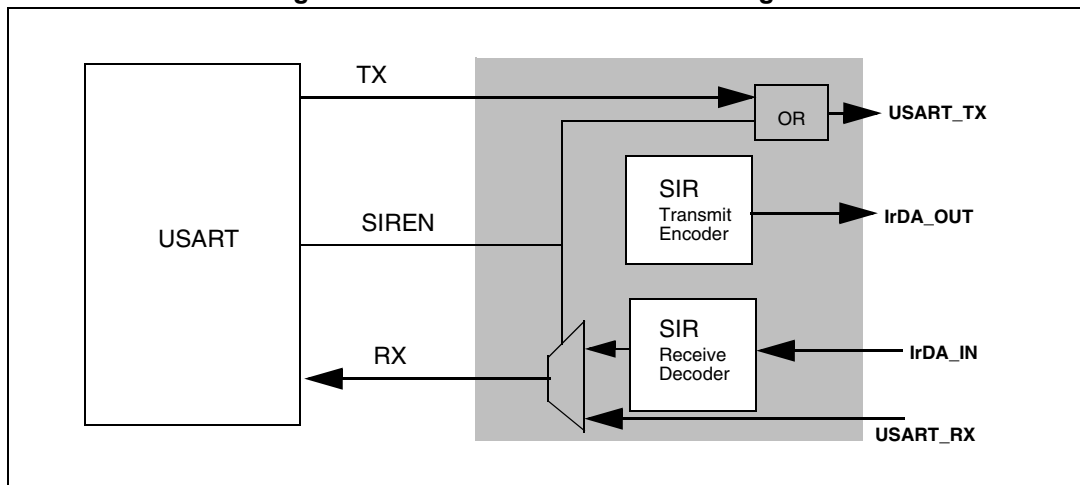 TX
OR
USART_TX
SIR
Transmit
Encoder
IrDA_OUT
USART
SIREN
SIR
Receive
Decoder
IrDA_IN
RX
USART_RX